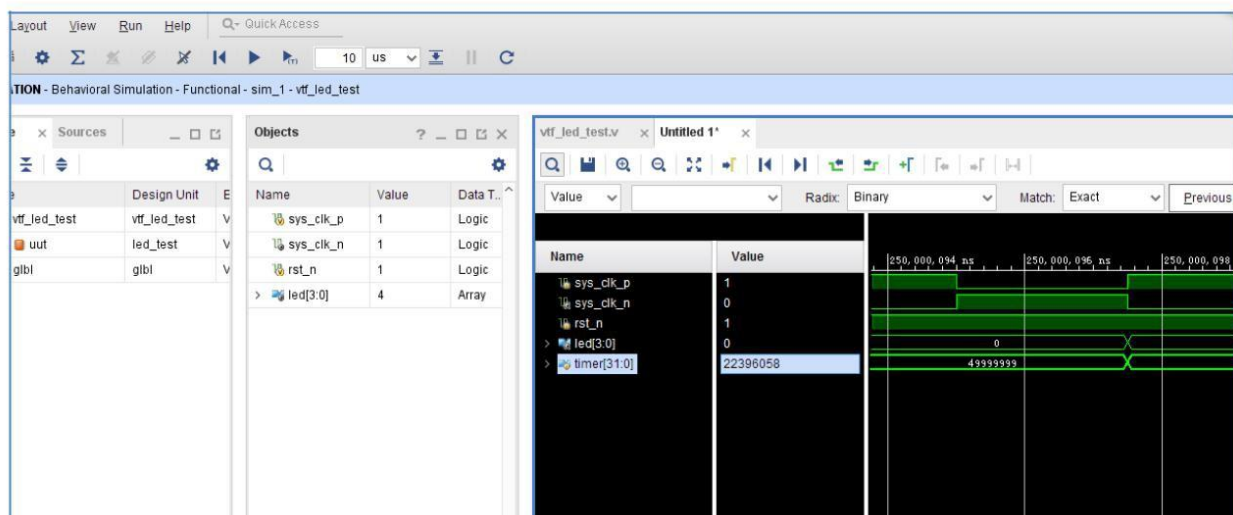 Layout View Run Help Quick Access
10 us
TION - Behavioral Simulation - Functional - sim_1 - vtf_led_test
Sources
Design Unit E
vtf_led_test vtf_led_test V
uut led_test V
glbl glbl V
Objects ?
Name Value Data T..
sys_clk_p 1 Logic
sys_clk_n 1 Logic
rst_n 1 Logic
led[3:0] 4 Array
vtf_led_test.v Untitled 1*
Value Radix: Binary Match: Exact Previous
Name Value
250,000,094 ns 250,000,096 ns 250,000,098
sys_clk_p 1
sys_clk_n 0
rst_n 1
led[3:0] 0 0
timer[31:0] 22396058 49999999